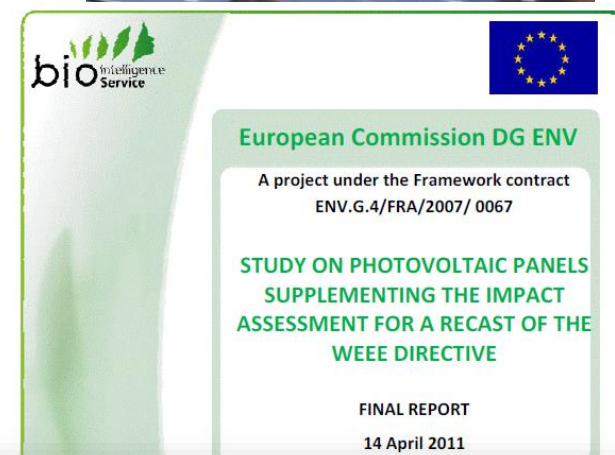 bio intelligence
Service
European Commission DG ENV
A project under the Framework contract
ENV.G.4/FRA/2007/ 0067
STUDY ON PHOTOVOLTAIC PANELS
SUPPLEMENTING THE IMPACT
ASSESSMENT FOR A RECAST OF THE
WEEE DIRECTIVE
FINAL REPORT
14 April 2011